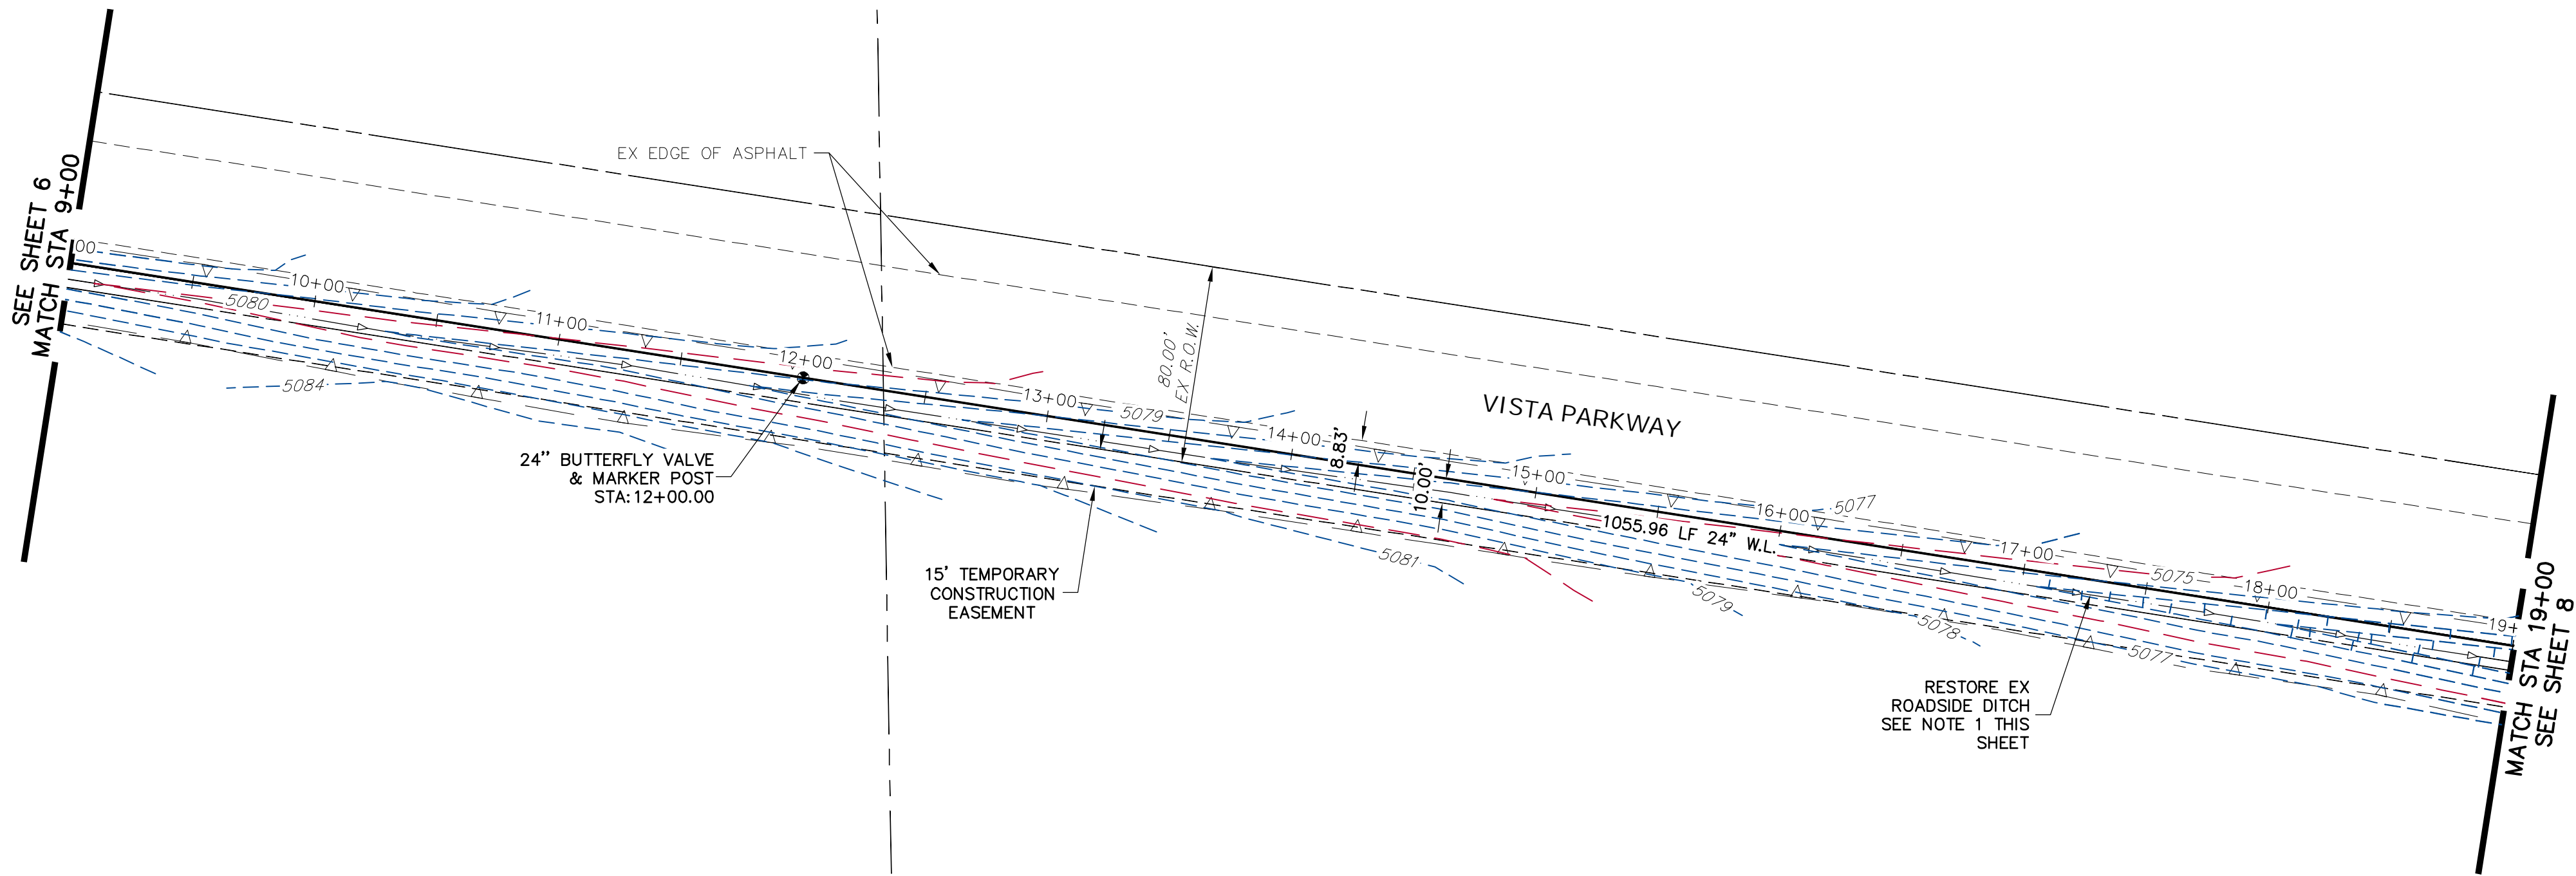 SEE SHEET 6
MATCH STA 9+00
EX EDGE OF ASPHALT
00
10+00
5080
11+00
12+00
5084
24" BUTTERFLY VALVE
& MARKER POST
STA:12+00.00
13+00
5079
80.00'
EX R.O.W.
14+00
8.83'
10.00'
VISTA PARKWAY
15+00
16+00
5077
1055.96 LF 24" W.L.
17+00
5075
18+00
19+
15' TEMPORARY
CONSTRUCTION
EASEMENT
5081
5079
5078
5077
RESTORE EX
ROADSIDE DITCH
SEE NOTE 1 THIS
SHEET
MATCH STA 19+00
SEE SHEET 8